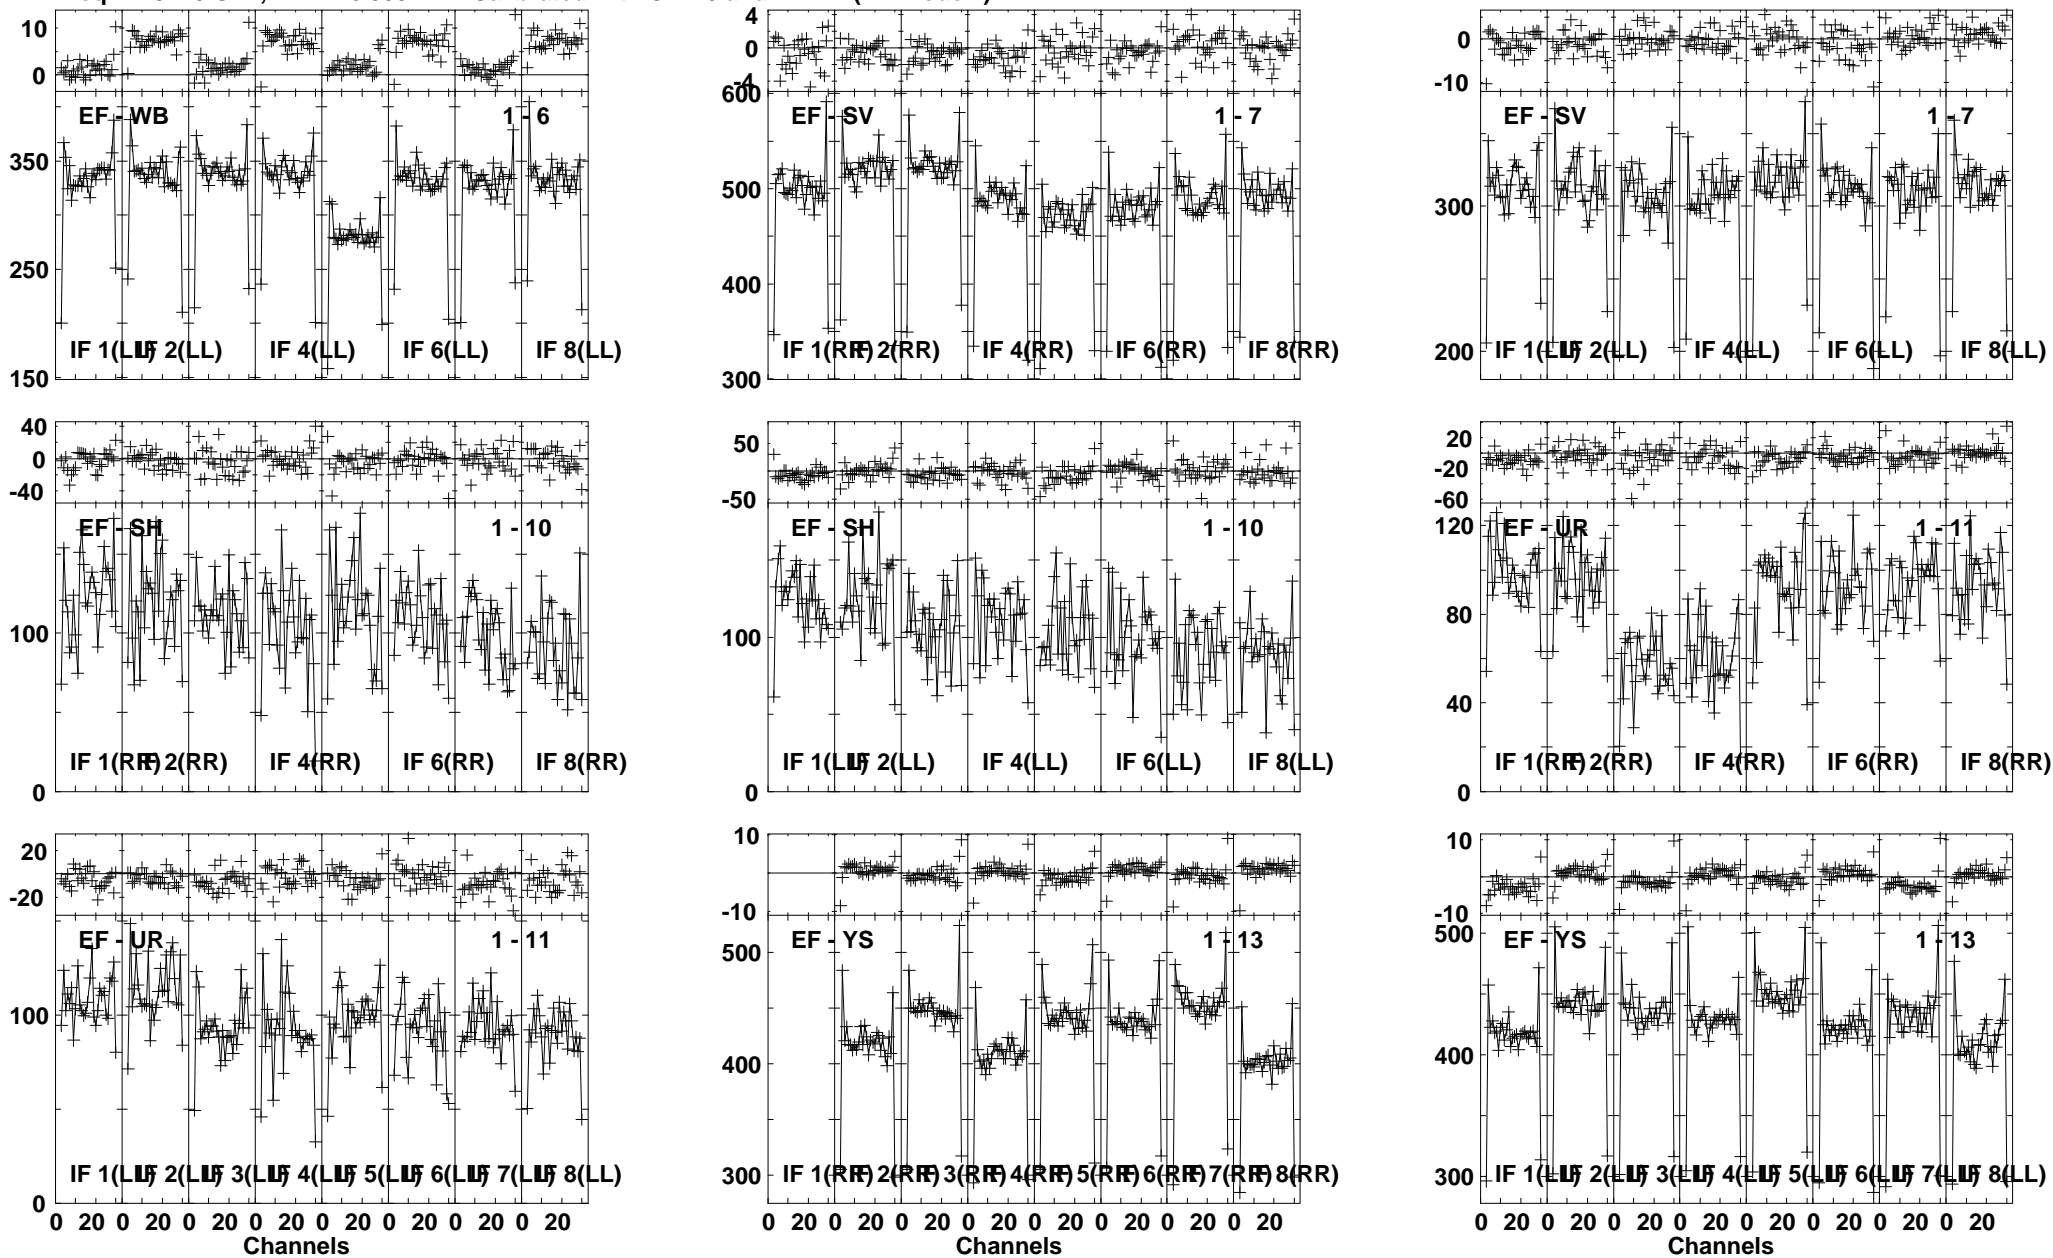 10
0
EF - WB
1 - 6
350
250
150
IF 1(LL) IF 2(LL) IF 4(LL) IF 6(LL) IF 8(LL)
4
0
-4
600
EF - SV
1 - 7
500
400
300
IF 1(RR) IF 2(RR) IF 4(RR) IF 6(RR) IF 8(RR)
0
-10
EF - SV
1 - 7
300
200
IF 1(LL) IF 2(LL) IF 4(LL) IF 6(LL) IF 8(LL)
40
0
-40
EF - SH
1 - 10
100
0
IF 1(RR) IF 2(RR) IF 4(RR) IF 6(RR) IF 8(RR)
50
0
-50
EF - SH
1 - 10
100
0
IF 1(LL) IF 2(LL) IF 4(LL) IF 6(LL) IF 8(LL)
20
-20
-60
EF - UR
1 - 11
120
80
40
0
IF 1(RR) IF 2(RR) IF 4(RR) IF 6(RR) IF 8(RR)
20
-20
EF - UR
1 - 11
100
0
IF 1(LL) IF 2(LL) IF 3(LL) IF 4(LL) IF 5(LL) IF 6(LL) IF 7(LL) IF 8(LL)
0 20 0 20 0 20 0 20 0 20 0 20 0 20 0 20
Channels
10
-10
EF - YS
1 - 13
500
400
300
IF 1(RR) IF 2(RR) IF 3(RR) IF 4(RR) IF 5(RR) IF 6(RR) IF 7(RR) IF 8(RR)
0 20 0 20 0 20 0 20 0 20 0 20 0 20 0 20
Channels
10
-10
EF - YS
1 - 13
500
400
300
IF 1(LL) IF 2(LL) IF 3(LL) IF 4(LL) IF 5(LL) IF 6(LL) IF 7(LL) IF 8(LL)
0 20 0 20 0 20 0 20 0 20 0 20 0 20 0 20
Channels